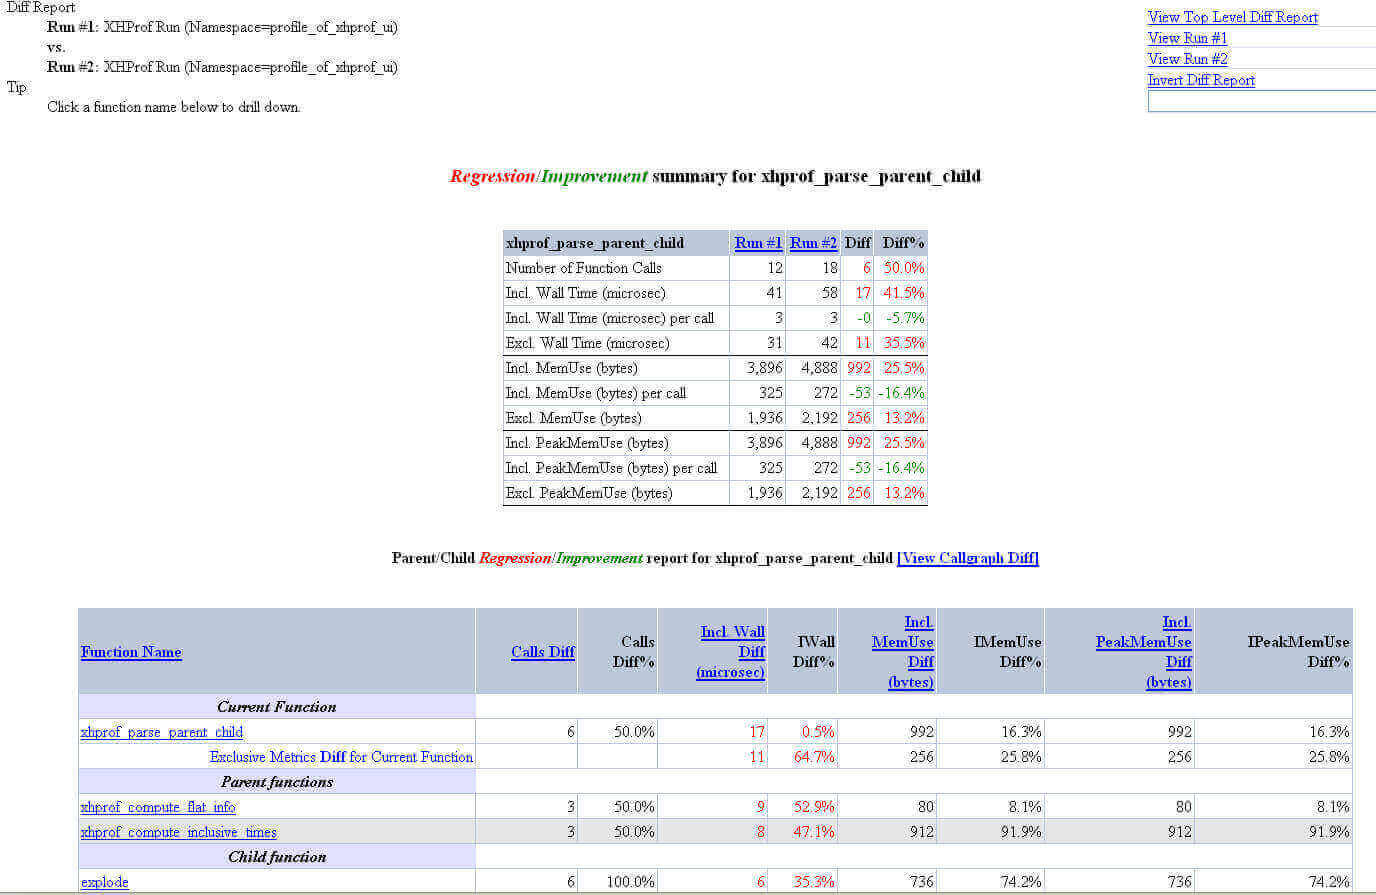 Diff Report
Run #1: XHProf Run (Namespace=profile_of_xhprof_ui)
vs.
Run #2: XHProf Run (Namespace=profile_of_xhprof_ui)
Tip
Click a function name below to drill down.
View Top Level Diff Report
View Run #1
View Run #2
Invert Diff Report
Regression/Improvement summary for xhprof_parse_parent_child
xhprof_parse_parent_child Run #1 Run #2 Diff Diff%
Number of Function Calls 12 18 6 50.0%
Incl. Wall Time (microsec) 41 58 17 41.5%
Incl. Wall Time (microsec) per call 3 3 -0 -5.7%
Excl. Wall Time (microsec) 31 42 11 35.5%
Incl. MemUse (bytes) 3,896 4,888 992 25.5%
Incl. MemUse (bytes) per call 325 272 -53 -16.4%
Excl. MemUse (bytes) 1,936 2,192 256 13.2%
Incl. PeakMemUse (bytes) 3,896 4,888 992 25.5%
Incl. PeakMemUse (bytes) per call 325 272 -53 -16.4%
Excl. PeakMemUse (bytes) 1,936 2,192 256 13.2%
Parent/Child Regression/Improvement report for xhprof_parse_parent_child [View Callgraph Diff]
Function Name Calls Diff Calls Diff% Incl. Wall Diff (microsec) IWall Diff% Incl. MemUse Diff (bytes) IMemUse Diff% Incl. PeakMemUse Diff (bytes) IPeakMemUse Diff%
Current Function
xhprof_parse_parent_child 6 50.0% 17 0.5% 992 16.3% 992 16.3%
Exclusive Metrics Diff for Current Function 11 64.7% 256 25.8% 256 25.8%
Parent functions
xhprof_compute_flat_info 3 50.0% 9 52.9% 80 8.1% 80 8.1%
xhprof_compute_inclusive_times 3 50.0% 8 47.1% 912 91.9% 912 91.9%
Child function
explode 6 100.0% 6 35.3% 736 74.2% 736 74.2%